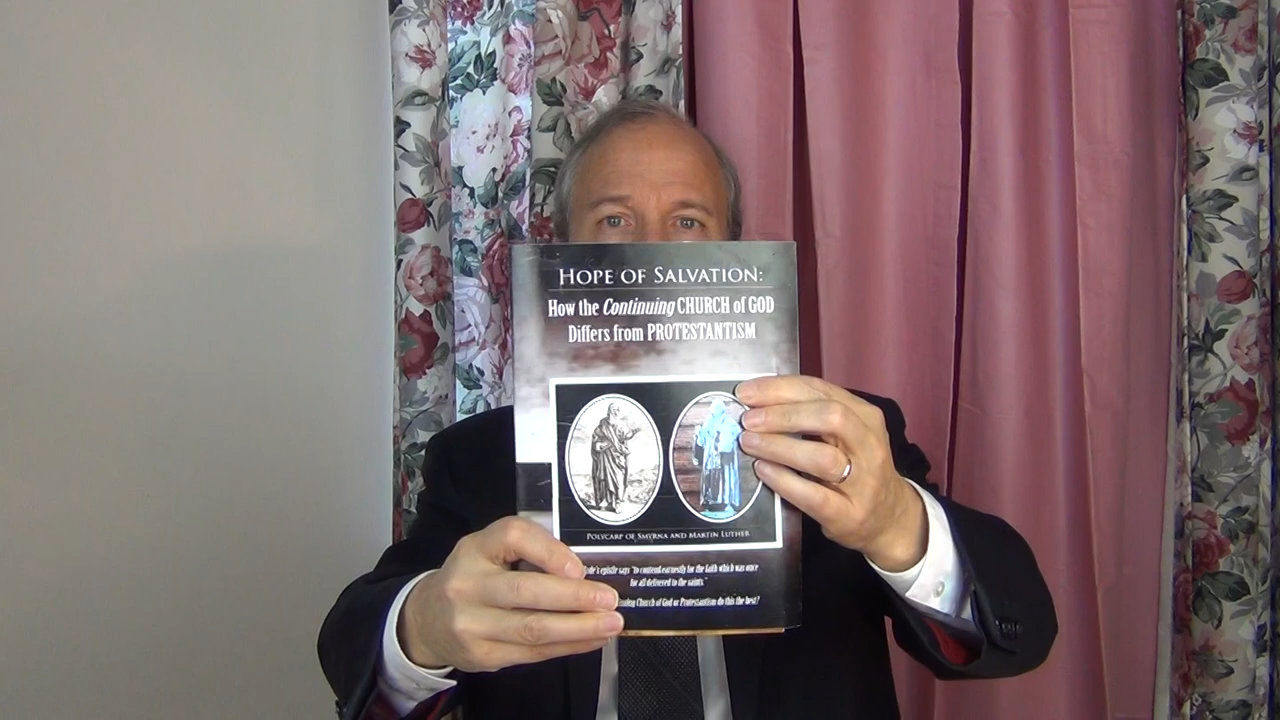 HOPE OF SALVATION:
How the Continuing CHURCH of GOD
Differs from PROTESTANTISM
POLYCARP OF SMYRNA AND MARTIN LUTHER
epistle says "to contend earnestly for the faith which was once
for all delivered to the saints."
Church of God or Protestantism do this the best?